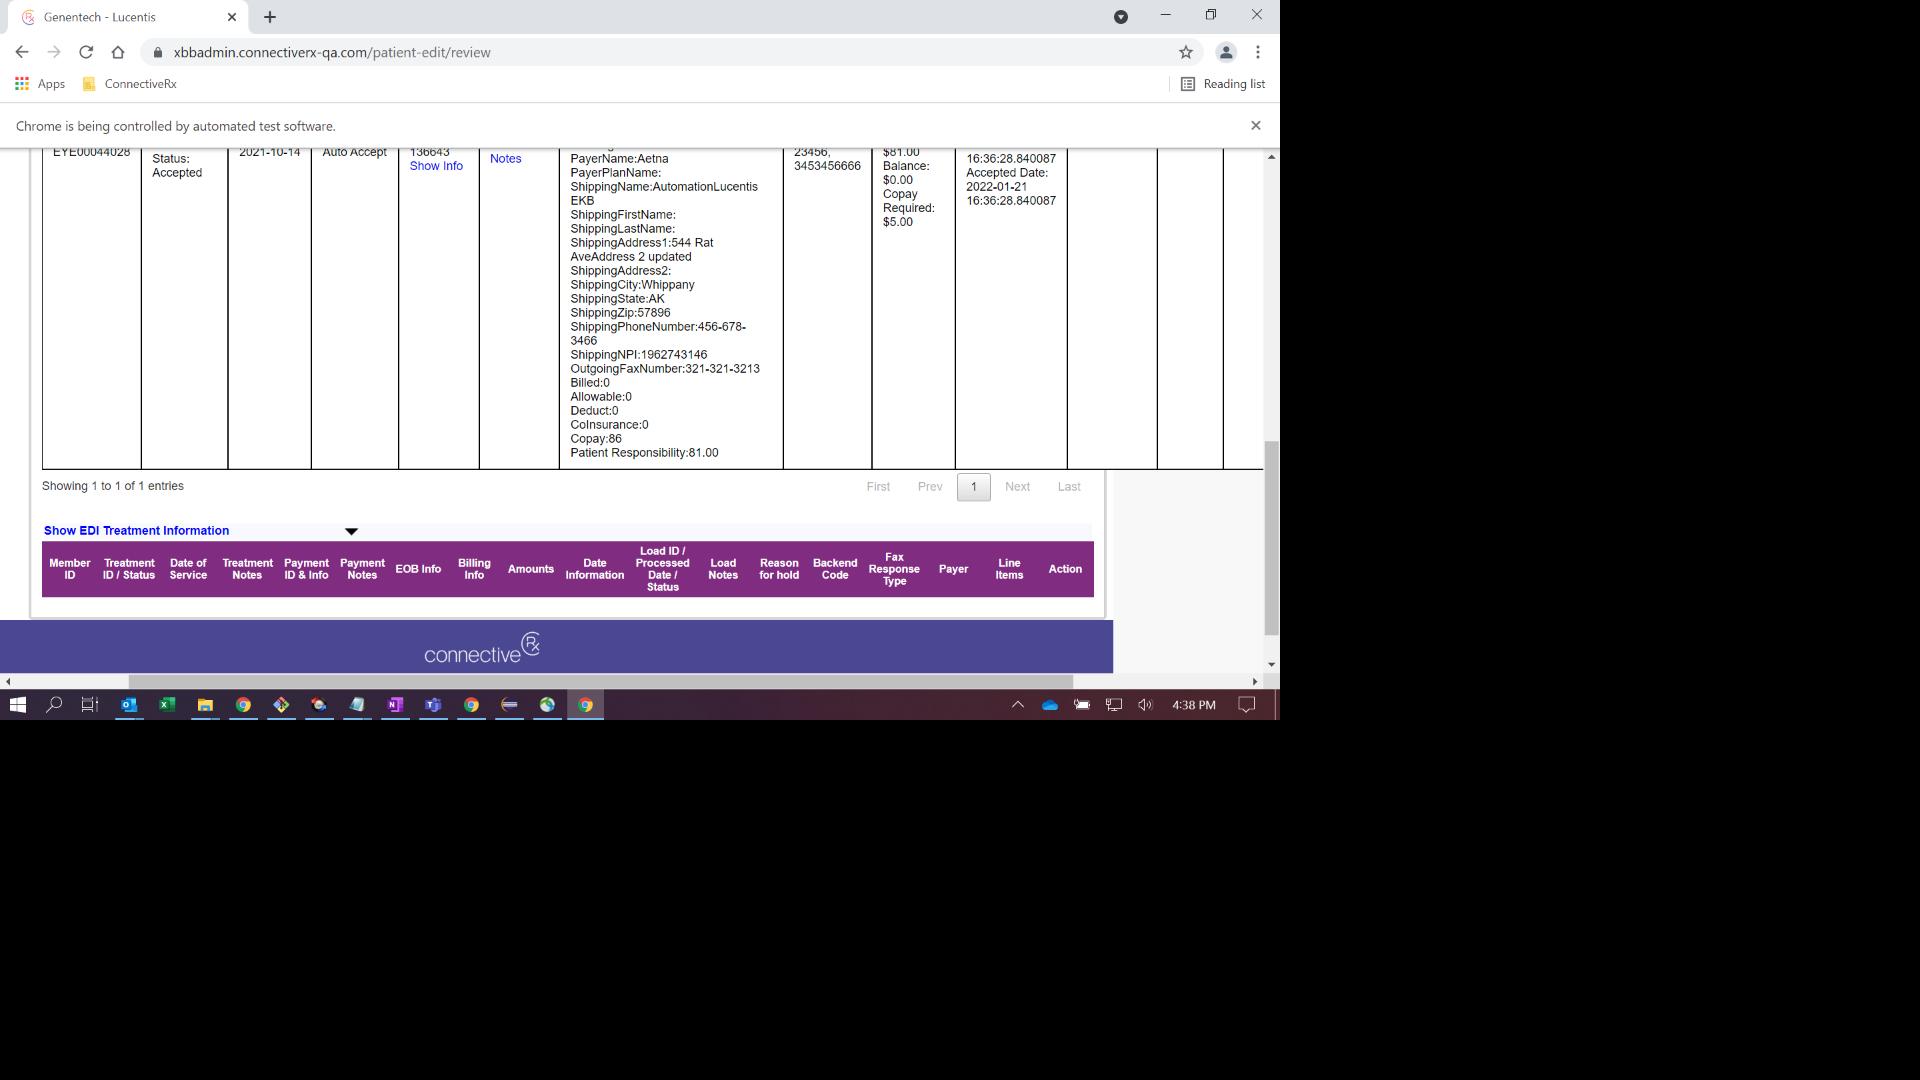 Genentech - Lucentis
xbbadmin.connectiverx-qa.com/patient-edit/review
Apps
ConnectiveRx
Reading list
Chrome is being controlled by automated test software.
EYE00044028
Status:
Accepted
2021-10-14
Auto Accept
136643
Show Info
Notes
PayerName:Aetna
PayerPlanName:
ShippingName:AutomationLucentis
EKB
ShippingFirstName:
ShippingLastName:
ShippingAddress1:544 Rat
AveAddress 2 updated
ShippingAddress2:
ShippingCity:Whippany
ShippingState:AK
ShippingZip:57896
ShippingPhoneNumber:456-678-
3466
ShippingNPI:1962743146
OutgoingFaxNumber:321-321-3213
Billed:0
Allowable:0
Deduct:0
CoInsurance:0
Copay:86
Patient Responsibility:81.00
23456,
3453456666
$81.00
Balance:
$0.00
Copay
Required:
$5.00
16:36:28.840087
Accepted Date:
2022-01-21
16:36:28.840087
Showing 1 to 1 of 1 entries
First Prev 1 Next Last
Show EDI Treatment Information
Member
ID
Treatment
ID / Status
Date of
Service
Treatment
Notes
Payment
ID & Info
Payment
Notes
EOB Info
Billing
Info
Amounts
Date
Information
Load ID /
Processed
Date /
Status
Load
Notes
Reason
for hold
Backend
Code
Fax
Response
Type
Payer
Line
Items
Action
connective Rx
4:38 PM